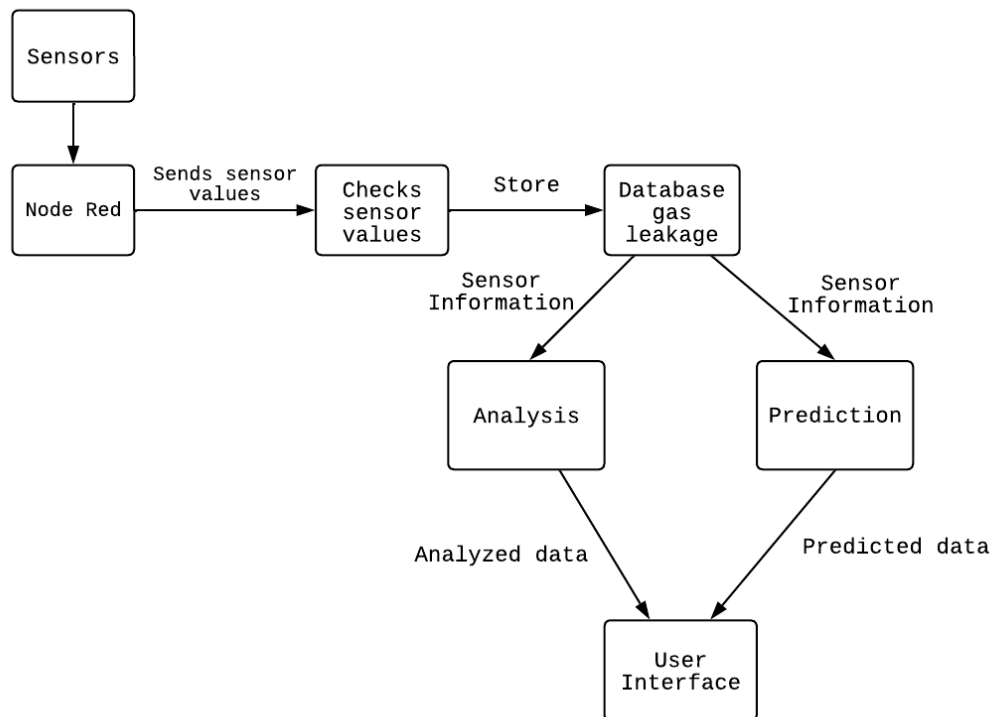 Sensors
Node Red
Sends sensor
values
Checks
sensor
values
Store
Database
gas
leakage
Sensor
Information
Sensor
Information
Analysis
Prediction
Analyzed data
Predicted data
User
Interface